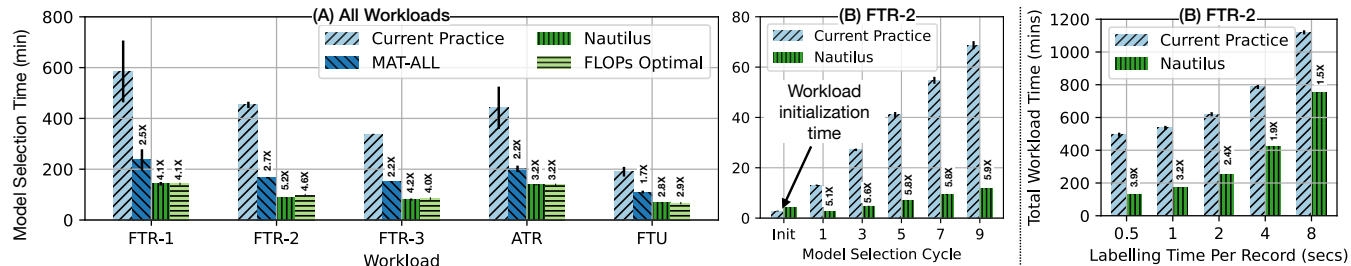 (A) All Workloads
Model Selection Time (min)
800
600
400
200
0
Current Practice
MAT-ALL
Nautilus
FLOPs Optimal
2.5X
4.1X
4.1X
2.7X
5.2X
4.6X
2.2X
4.2X
4.0X
2.2X
3.2X
3.2X
1.7X
2.8X
2.9X
FTR-1
FTR-2
FTR-3
ATR
FTU
Workload
(B) FTR-2
80
60
40
20
0
Current Practice
Nautilus
Workload
initialization
time
5.1X
5.6X
5.8X
5.8X
5.9X
Init
1
3
5
7
9
Model Selection Cycle
(B) FTR-2
Total Workload Time (mins)
1200
1000
800
600
400
200
0
Current Practice
Nautilus
3.9X
3.2X
2.4X
1.9X
1.5X
0.5
1
2
4
8
Labelling Time Per Record (secs)